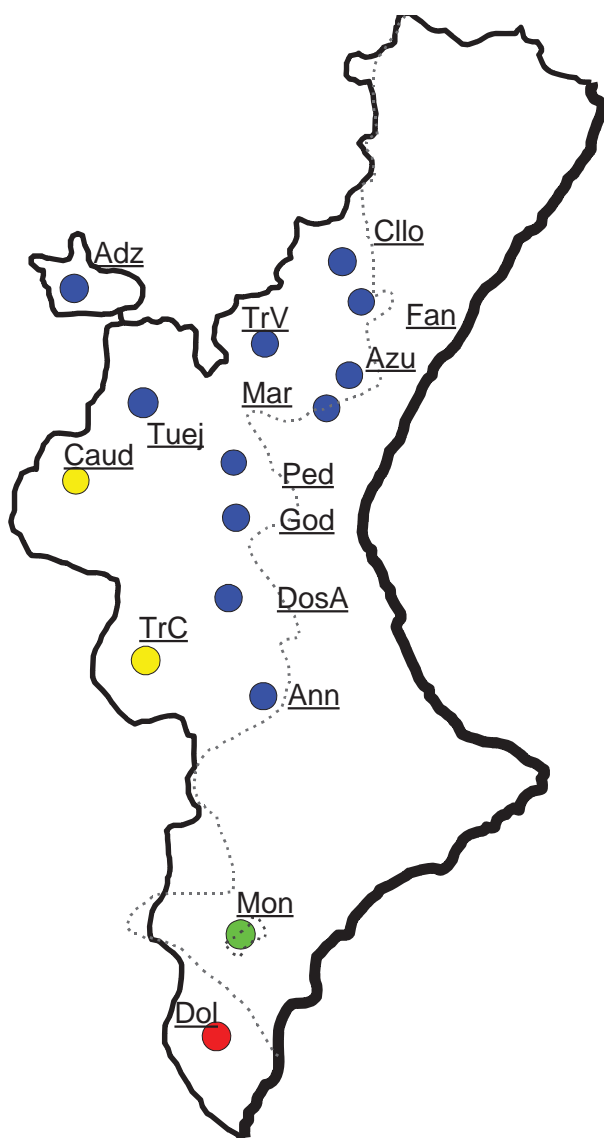 Cllo
Adz
Fan
TrV
Azu
Mar
Tuej
Caud
Ped
God
DosA
TrC
Ann
Mon
Dol